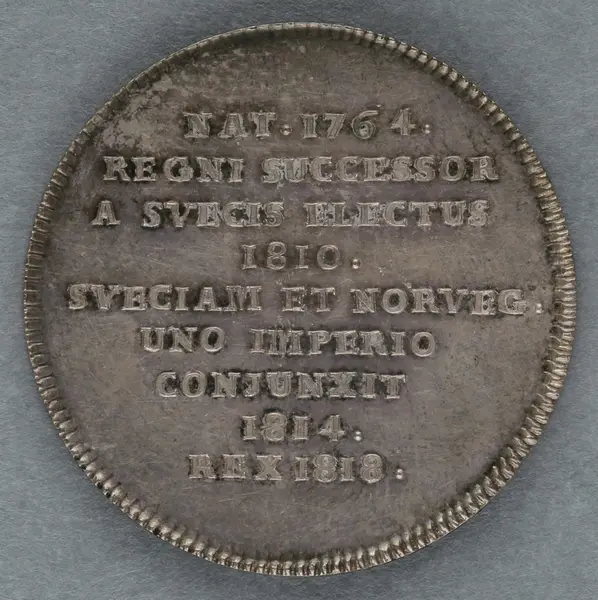 NAT. 1764.
REGNI SUCCESSOR
A SVECIS ELECTUS
1810.
SVECIAM ET NORVEG.
UNO IMPERIO
CONJUNXIT
1814.
REX 1818.